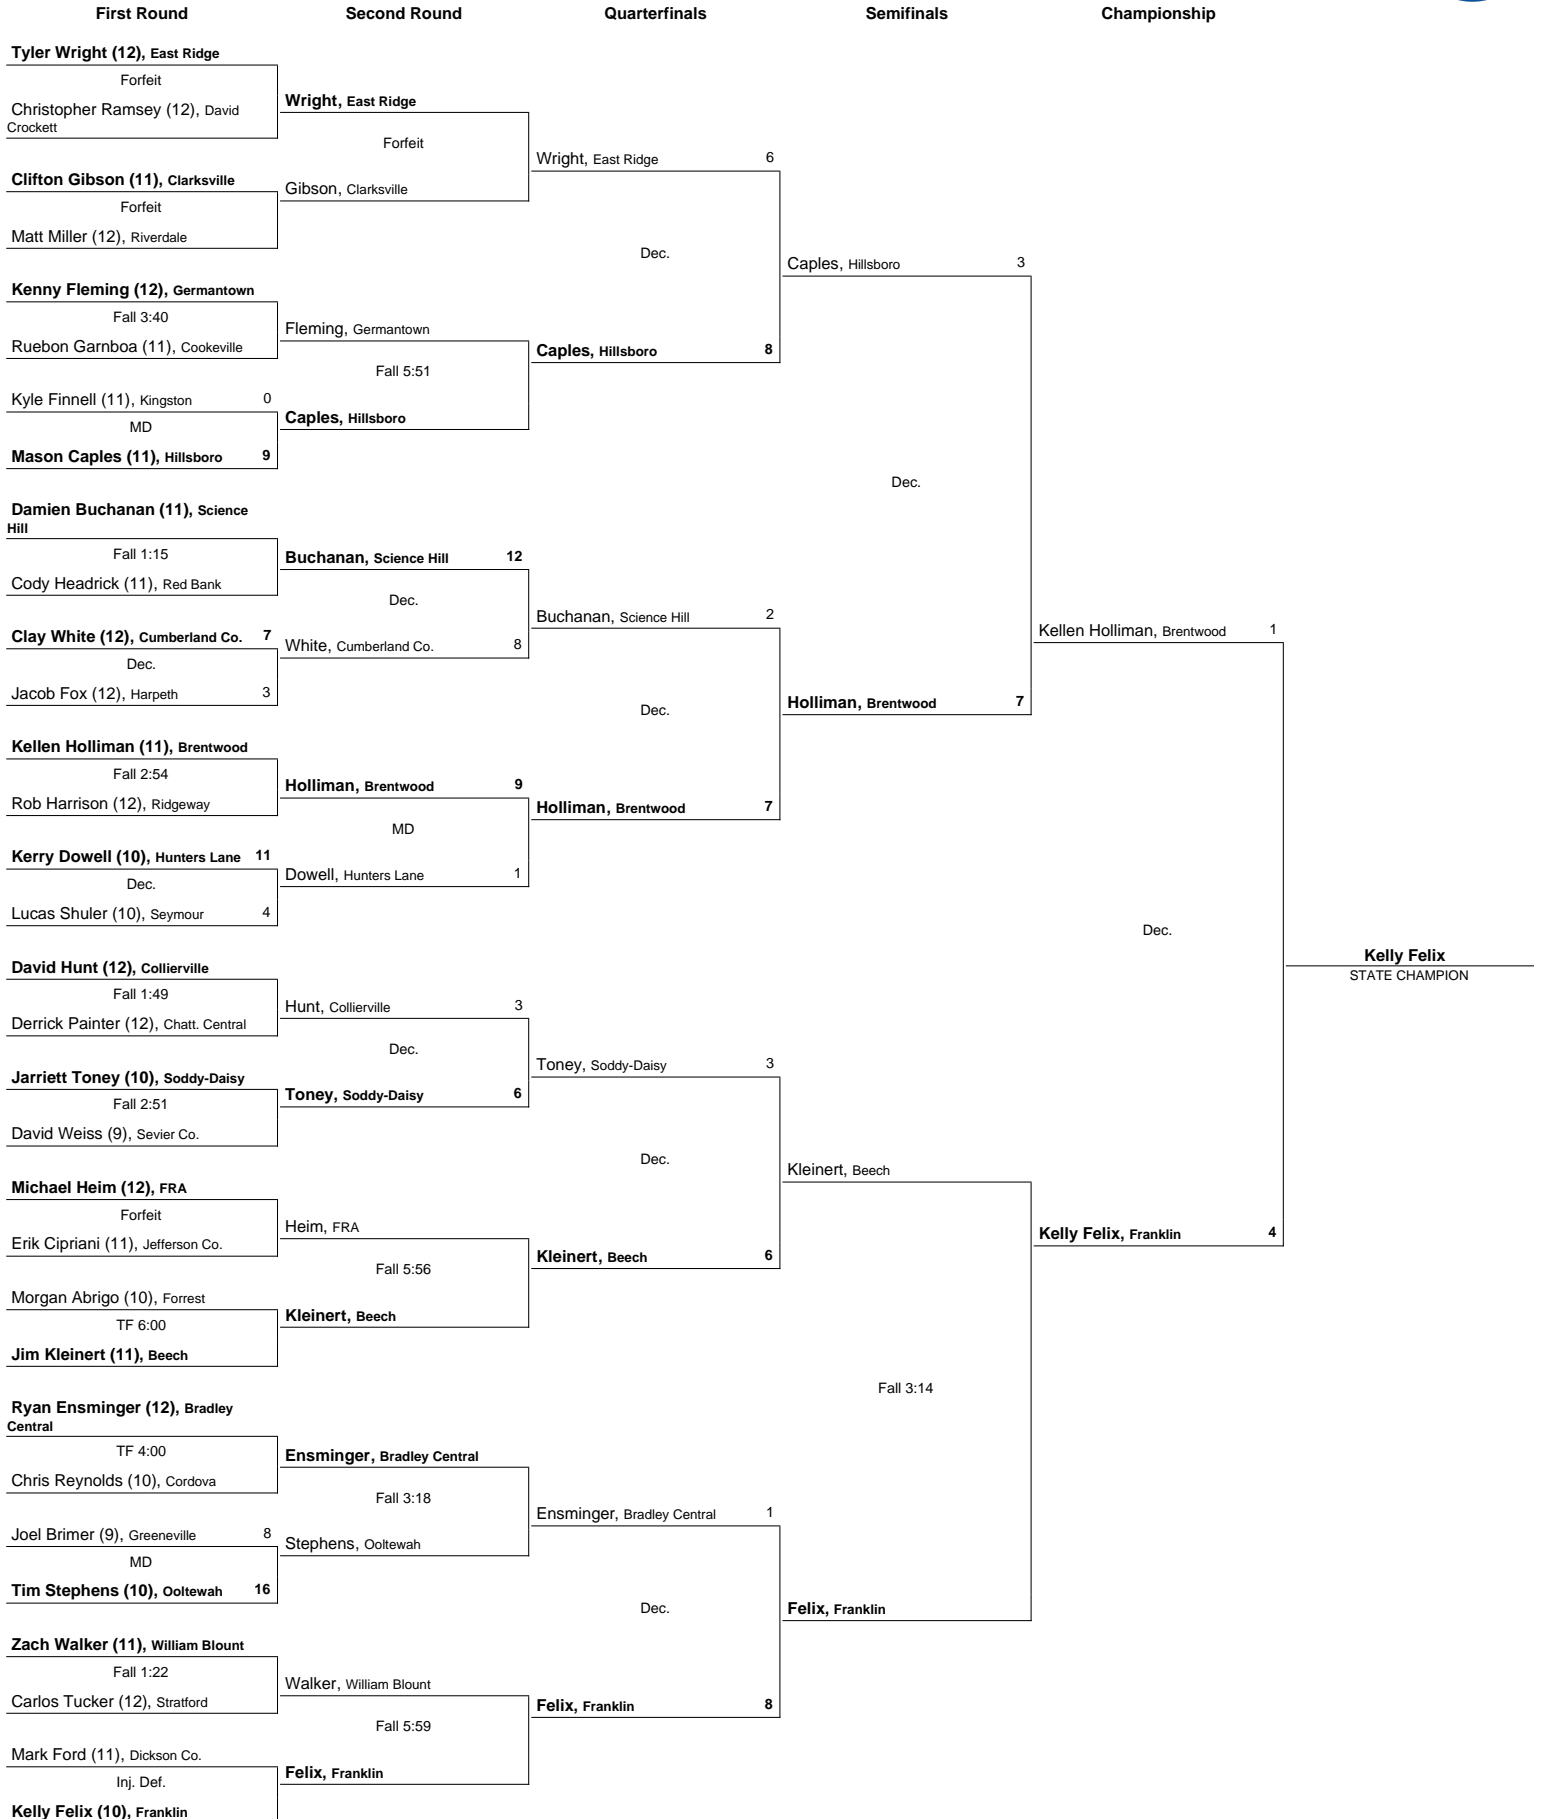 First Round
Second Round
Quarterfinals
Semifinals
Championship
Tyler Wright (12), East Ridge
Forfeit
Christopher Ramsey (12), David
Crockett
Clifton Gibson (11), Clarksville
Forfeit
Matt Miller (12), Riverdale
Kenny Fleming (12), Germantown
Fall 3:40
Ruebon Garnboa (11), Cookeville
Kyle Finnell (11), Kingston 0
MD
Mason Caples (11), Hillsboro 9
Damien Buchanan (11), Science
Hill
Fall 1:15
Cody Headrick (11), Red Bank
Clay White (12), Cumberland Co. 7
Dec.
Jacob Fox (12), Harpeth 3
Kellen Holliman (11), Brentwood
Fall 2:54
Rob Harrison (12), Ridgeway
Kerry Dowell (10), Hunters Lane 11
Dec.
Lucas Shuler (10), Seymour 4
David Hunt (12), Collierville
Fall 1:49
Derrick Painter (12), Chatt. Central
Jarriett Toney (10), Soddy-Daisy
Fall 2:51
David Weiss (9), Sevier Co.
Michael Heim (12), FRA
Forfeit
Erik Cipriani (11), Jefferson Co.
Morgan Abrigo (10), Forrest
TF 6:00
Jim Kleinert (11), Beech
Ryan Ensminger (12), Bradley
Central
TF 4:00
Chris Reynolds (10), Cordova
Joel Brimer (9), Greeneville 8
MD
Tim Stephens (10), Ooltewah 16
Zach Walker (11), William Blount
Fall 1:22
Carlos Tucker (12), Stratford
Mark Ford (11), Dickson Co.
Inj. Def.
Kelly Felix (10), Franklin
Wright, East Ridge
Forfeit
Gibson, Clarksville
Fleming, Germantown
Fall 5:51
Caples, Hillsboro
Buchanan, Science Hill 12
Dec.
White, Cumberland Co. 8
Holliman, Brentwood 9
MD
Dowell, Hunters Lane 1
Hunt, Collierville 3
Dec.
Toney, Soddy-Daisy 6
Heim, FRA
Fall 5:56
Kleinert, Beech
Ensminger, Bradley Central
Fall 3:18
Stephens, Ooltewah
Walker, William Blount
Fall 5:59
Felix, Franklin
Wright, East Ridge 6
Dec.
Caples, Hillsboro 8
Buchanan, Science Hill 2
Dec.
Holliman, Brentwood 7
Toney, Soddy-Daisy 3
Dec.
Kleinert, Beech 6
Ensminger, Bradley Central 1
Dec.
Felix, Franklin 8
Caples, Hillsboro 3
Dec.
Holliman, Brentwood 7
Kleinert, Beech
Fall 3:14
Felix, Franklin
Kellen Holliman, Brentwood 1
Dec.
Kelly Felix, Franklin 4
Kelly Felix
STATE CHAMPION